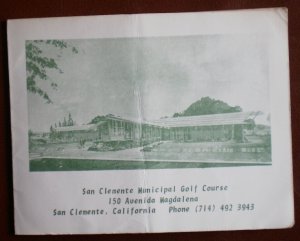 San Clemente Municipal Golf Course
150 Avenida Magdalena
San Clemente, California Phone (714) 492 3943